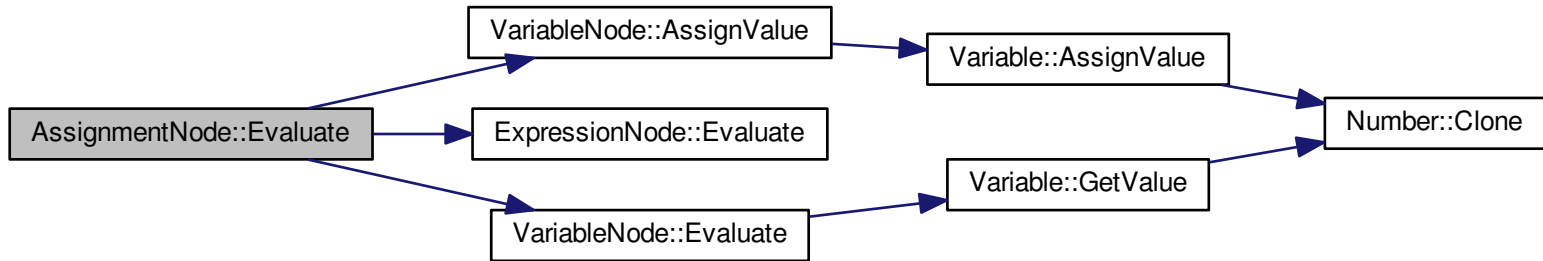 VariableNode::AssignValue
Variable::AssignValue
AssignmentNode::Evaluate
ExpressionNode::Evaluate
Number::Clone
Variable::GetValue
VariableNode::Evaluate